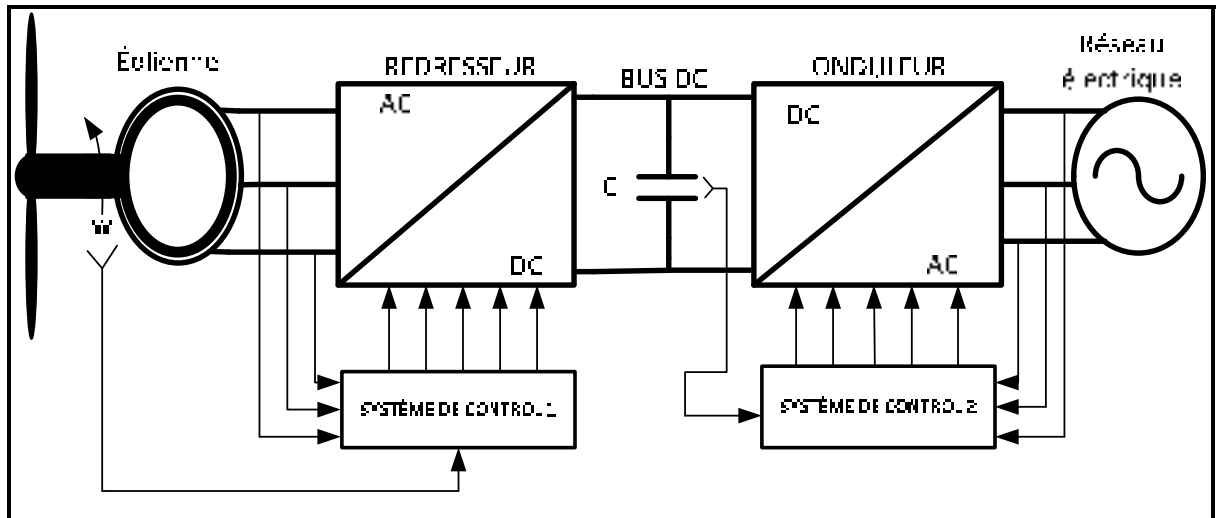 Éolienne
REDRESSEUR
BUS DC
ONDULEUR
Réseau
électrique
AC
DC
DC
AC
C
W
SYSTÈME DE CONTROL 1
SYSTÈME DE CONTROL 2